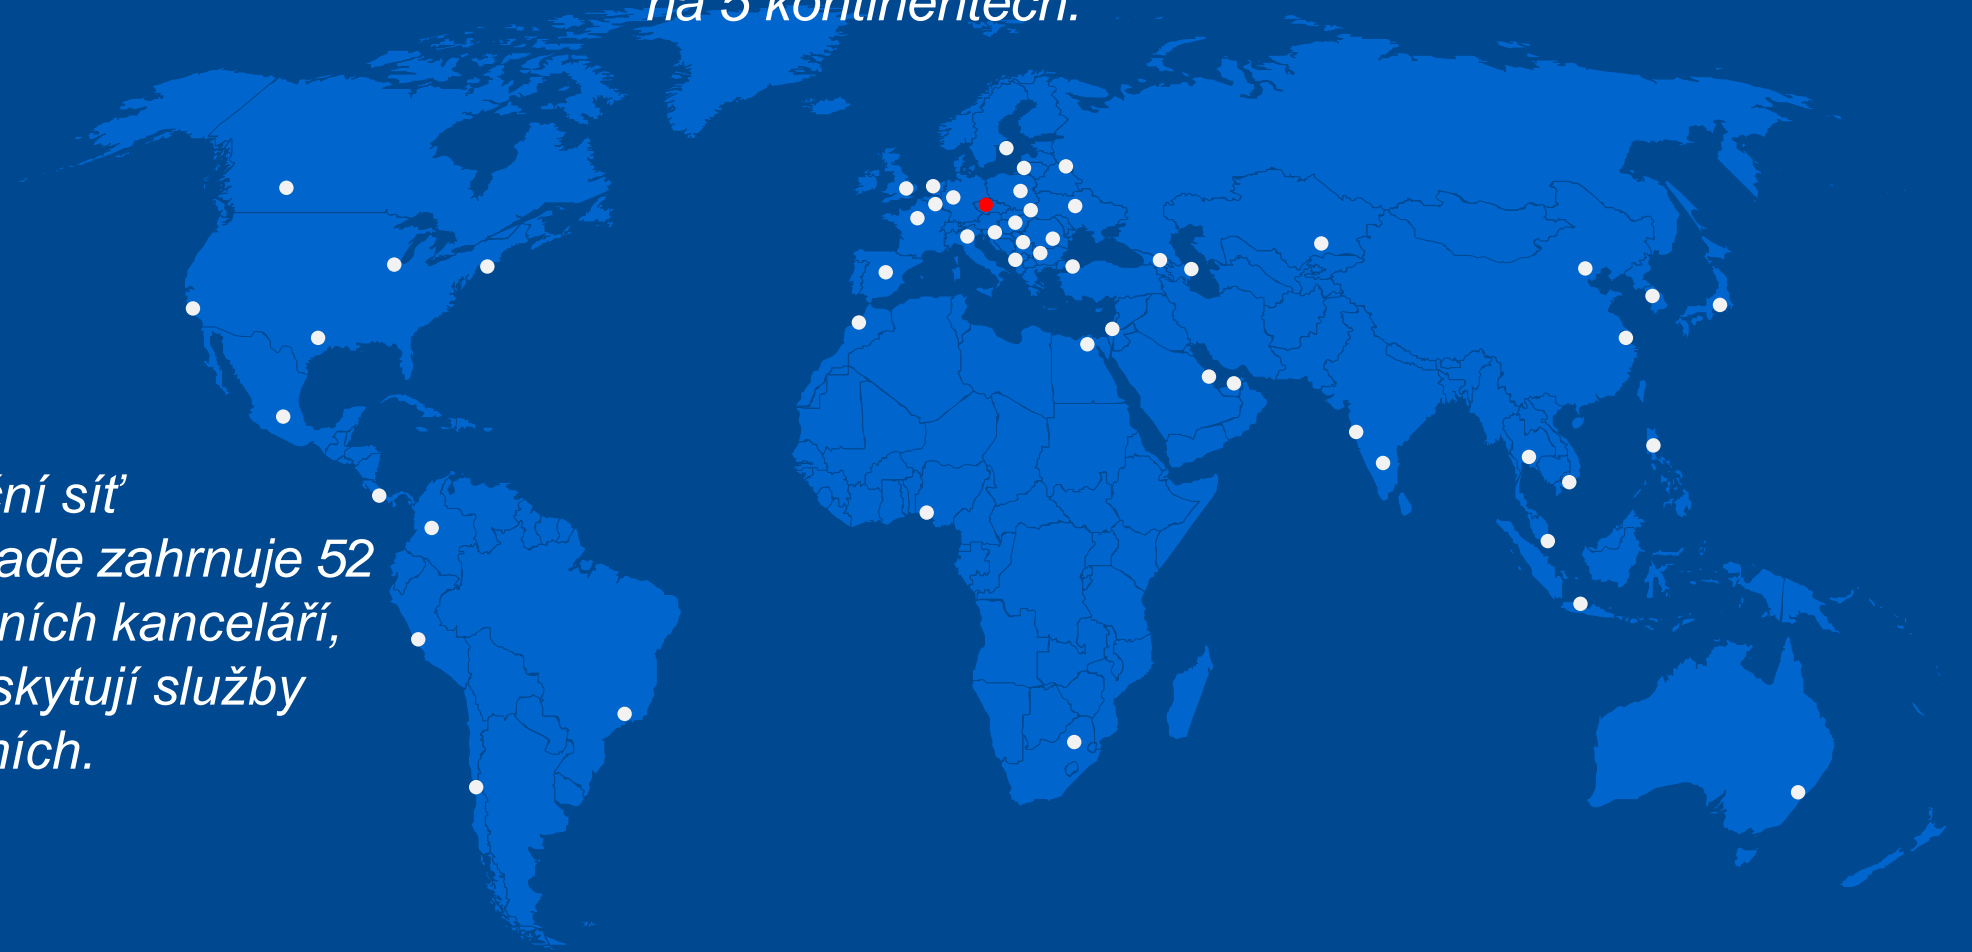 na 5 kontinentech.
ní síť
ade zahrnuje 52
ních kanceláří,
skytují služby
ních.